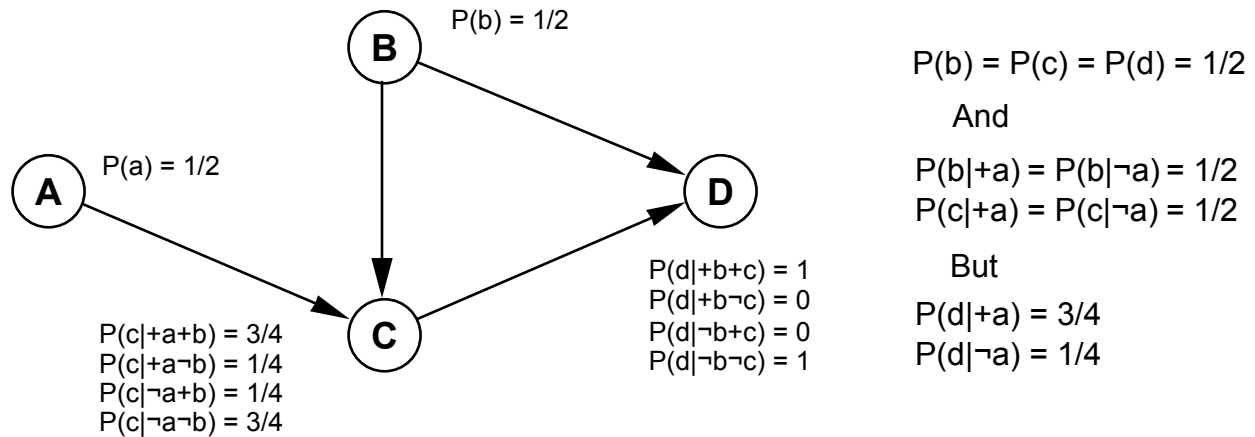 B
P(b) = 1/2
A
P(a) = 1/2
D
P(d|+b+c) = 1
P(d|+b¬c) = 0
P(d|¬b+c) = 0
P(d|¬b¬c) = 1
C
P(c|+a+b) = 3/4
P(c|+a¬b) = 1/4
P(c|¬a+b) = 1/4
P(c|¬a¬b) = 3/4
P(b) = P(c) = P(d) = 1/2
And
P(b|+a) = P(b|¬a) = 1/2
P(c|+a) = P(c|¬a) = 1/2
But
P(d|+a) = 3/4
P(d|¬a) = 1/4